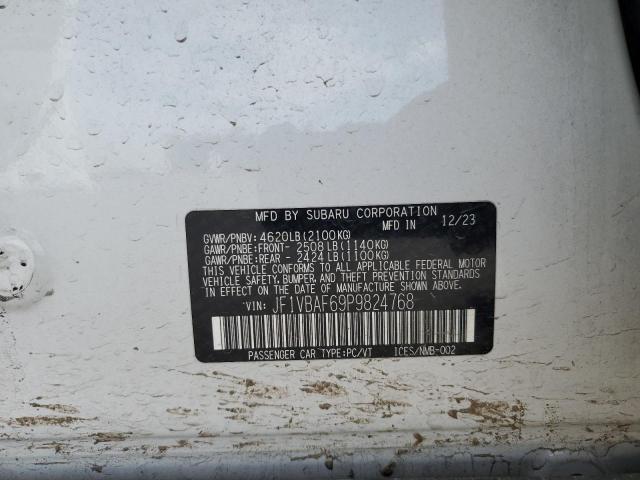 MFD BY SUBARU CORPORATION
MFD IN 12/23
GVWR/PNBV: 4620LB(2100KG)
GAWR/PNBE:FRONT- 2508LB(1140KG)
GAWR/PNBE:REAR - 2424LB(1100KG)
THIS VEHICLE CONFORMS TO ALL APPLICABLE FEDERAL MOTOR
VEHICLE SAFETY, BUMPER, AND THEFT PREVENTION STANDARDS
IN EFFECT ON THE DATE OF MANUFACTURE SHOWN ABOVE.
VIN: JF1VBAF69P9824768
PASSENGER CAR TYPE:PC/VT ICES/NMB-002